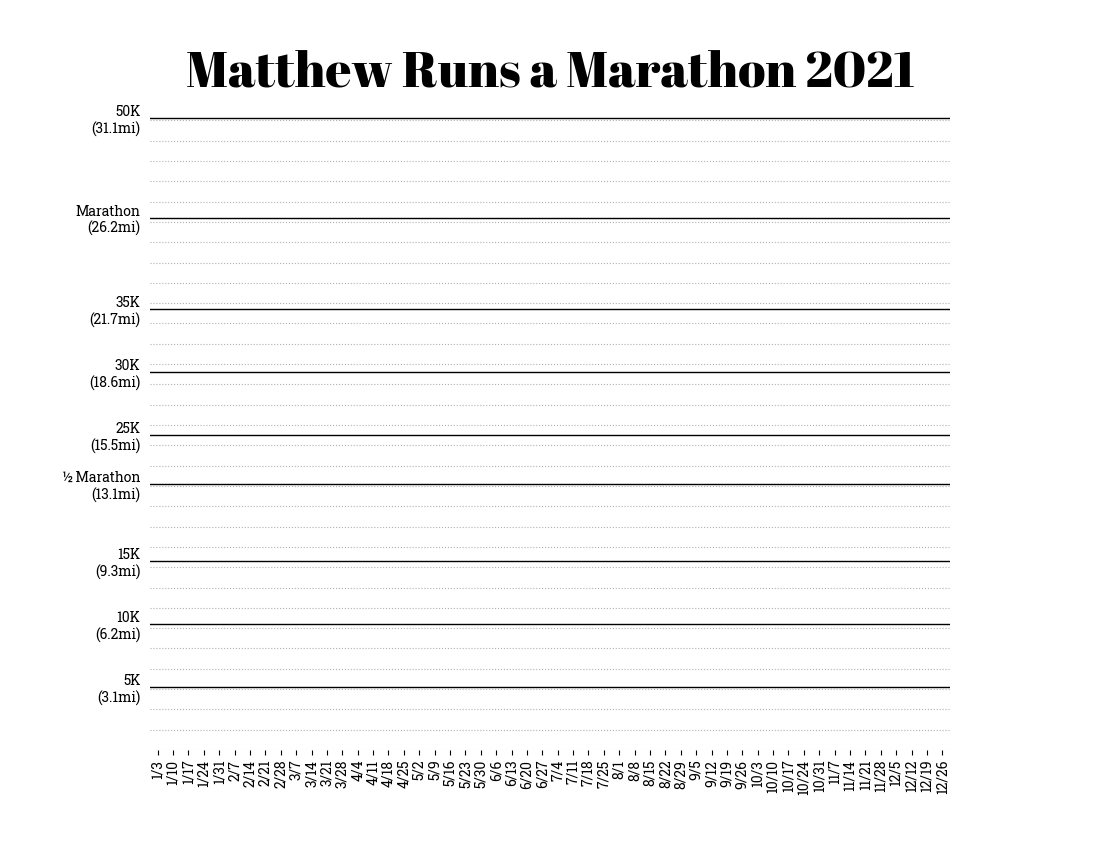 Matthew Runs a Marathon 2021
50K
(31.1mi)
Marathon
(26.2mi)
35K
(21.7mi)
30K
(18.6mi)
25K
(15.5mi)
½ Marathon
(13.1mi)
15K
(9.3mi)
10K
(6.2mi)
5K
(3.1mi)
1/3
1/10
1/17
1/24
1/31
2/7
2/14
2/21
2/28
3/7
3/14
3/21
3/28
4/4
4/11
4/18
4/25
5/2
5/9
5/16
5/23
5/30
6/6
6/13
6/20
6/27
7/4
7/11
7/18
7/25
8/1
8/8
8/15
8/22
8/29
9/5
9/12
9/19
9/26
10/3
10/10
10/17
10/24
10/31
11/7
11/14
11/21
11/28
12/5
12/12
12/19
12/26